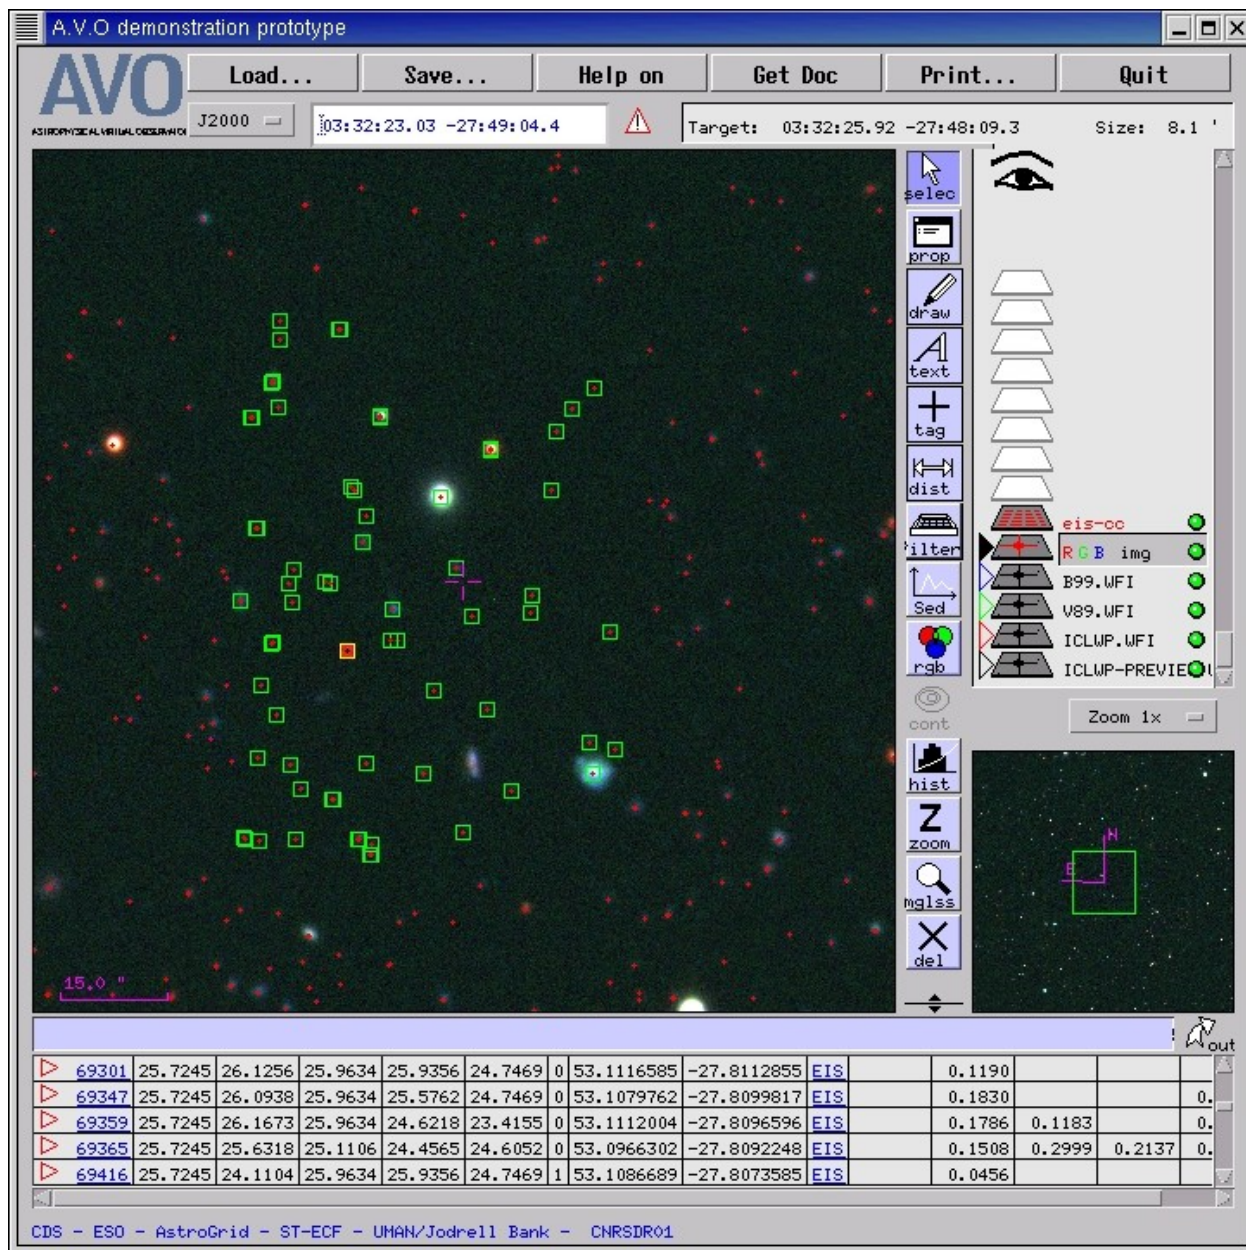 A.V.O demonstration prototype
AVO
ASTROPHYSICAL VIRTUAL OBSERVATORY
Load... Save... Help on Get Doc Print... Quit
J2000 03:32:23.03 -27:49:04.4 Target: 03:32:25.92 -27:48:09.3 Size: 8.1 '
selec
prop
draw
text
tag
dist
Filter
Sed
rgb
cont
hist
Z
zoom
mglss
del
eis-cc
RGB img
B99.WFI
V89.WFI
ICLWP.WFI
ICLWP-PREVIEW
Zoom 1x
N
E
15.0 "
out
69301 25.7245 26.1256 25.9634 25.9356 24.7469 0 53.1116585 -27.8112855 EIS 0.1190
69347 25.7245 26.0938 25.9634 25.5762 24.7469 0 53.1079762 -27.8099817 EIS 0.1830 0.
69359 25.7245 26.1673 25.9634 24.6218 23.4155 0 53.1112004 -27.8096596 EIS 0.1786 0.1183 0.
69365 25.7245 25.6318 25.1106 24.4565 24.6052 0 53.0966302 -27.8092248 EIS 0.1508 0.2999 0.2137 0.
69416 25.7245 24.1104 25.9634 25.9356 24.7469 1 53.1086689 -27.8073585 EIS 0.0456
CDS - ESO - AstroGrid - ST-ECF - UMAN/Jodrell Bank - CNRSDR01